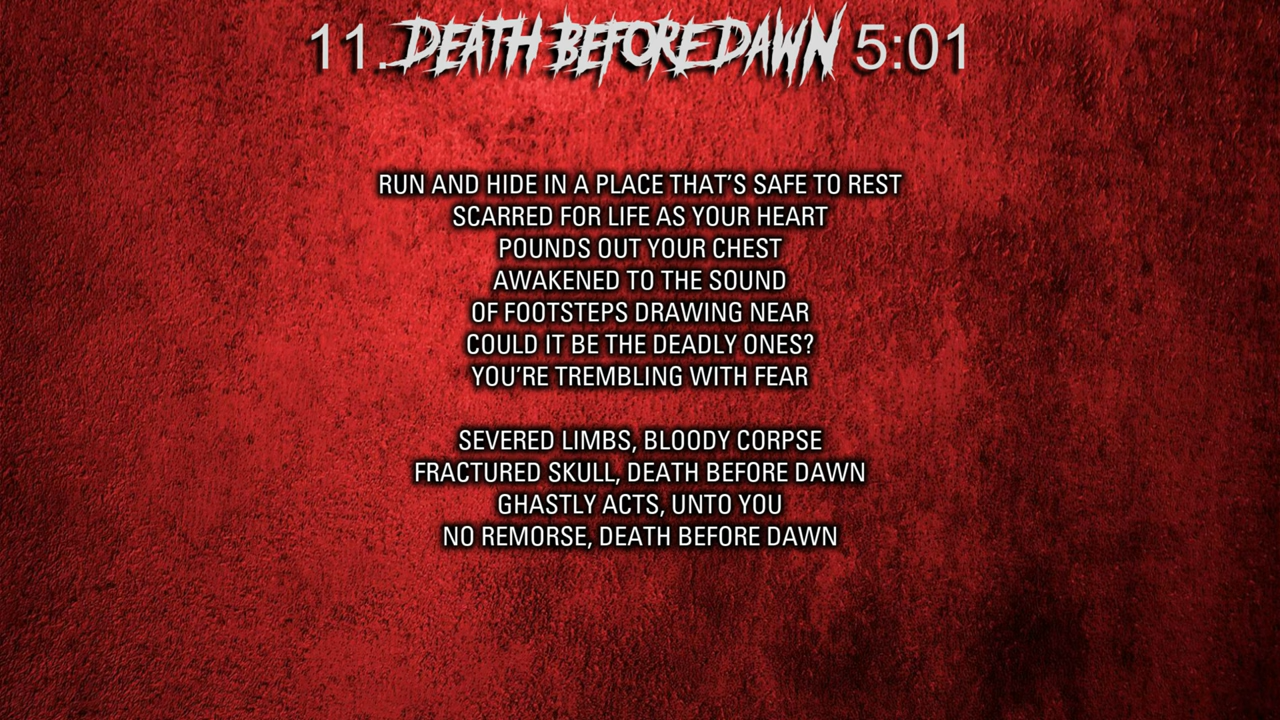 11. DEATH BEFORE DAWN 5:01
RUN AND HIDE IN A PLACE THAT'S SAFE TO REST
SCARRED FOR LIFE AS YOUR HEART
POUNDS OUT YOUR CHEST
AWAKENED TO THE SOUND
OF FOOTSTEPS DRAWING NEAR
COULD IT BE THE DEADLY ONES?
YOU'RE TREMBLING WITH FEAR
SEVERED LIMBS, BLOODY CORPSE
FRACTURED SKULL, DEATH BEFORE DAWN
GHASTLY ACTS, UNTO YOU
NO REMORSE, DEATH BEFORE DAWN